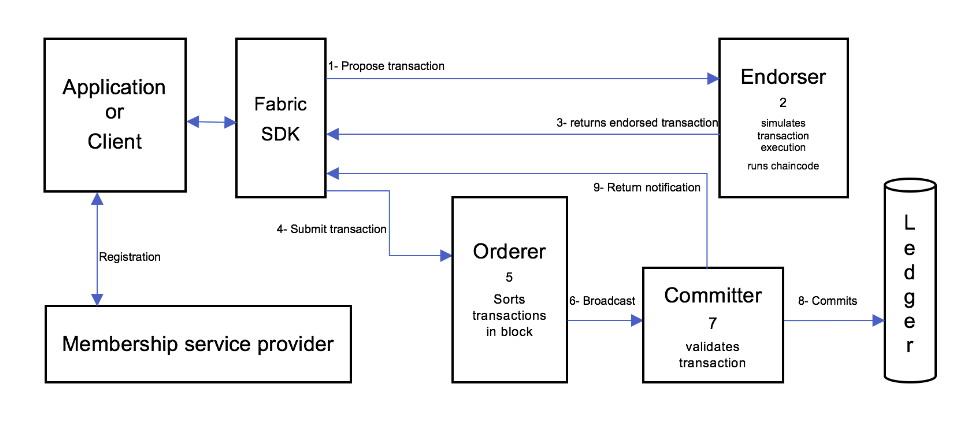 Application
or
Client
Fabric
SDK
1- Propose transaction
Endorser
2
simulates
transaction
execution
runs chaincode
3- returns endorsed transaction
9- Return notification
4- Submit transaction
Registration
Membership service provider
Orderer
5
Sorts
transactions
in block
6- Broadcast
Committer
7
validates
transaction
8- Commits
L
e
d
g
e
r